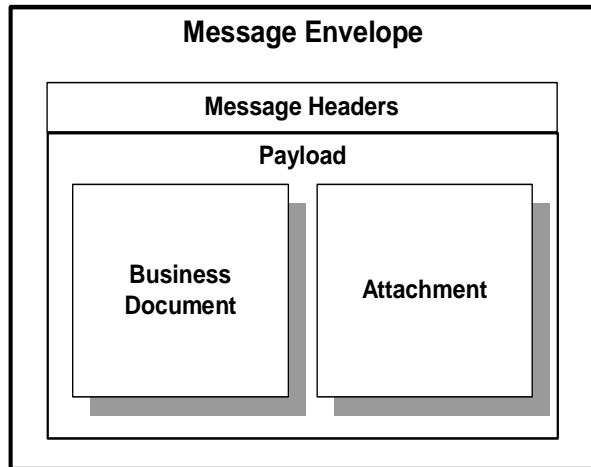 Message Envelope
Message Headers
Payload
Business
Document
Attachment